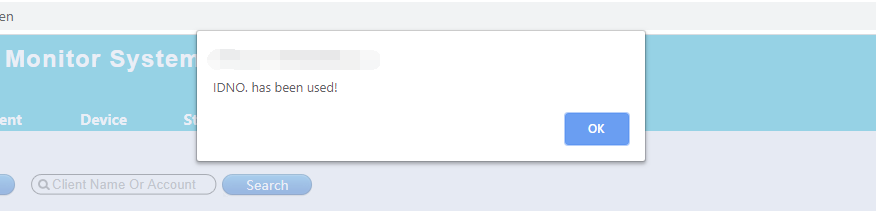 en
Monitor System
IDNO. has been used!
ent
Device
St
OK
Client Name Or Account
Search